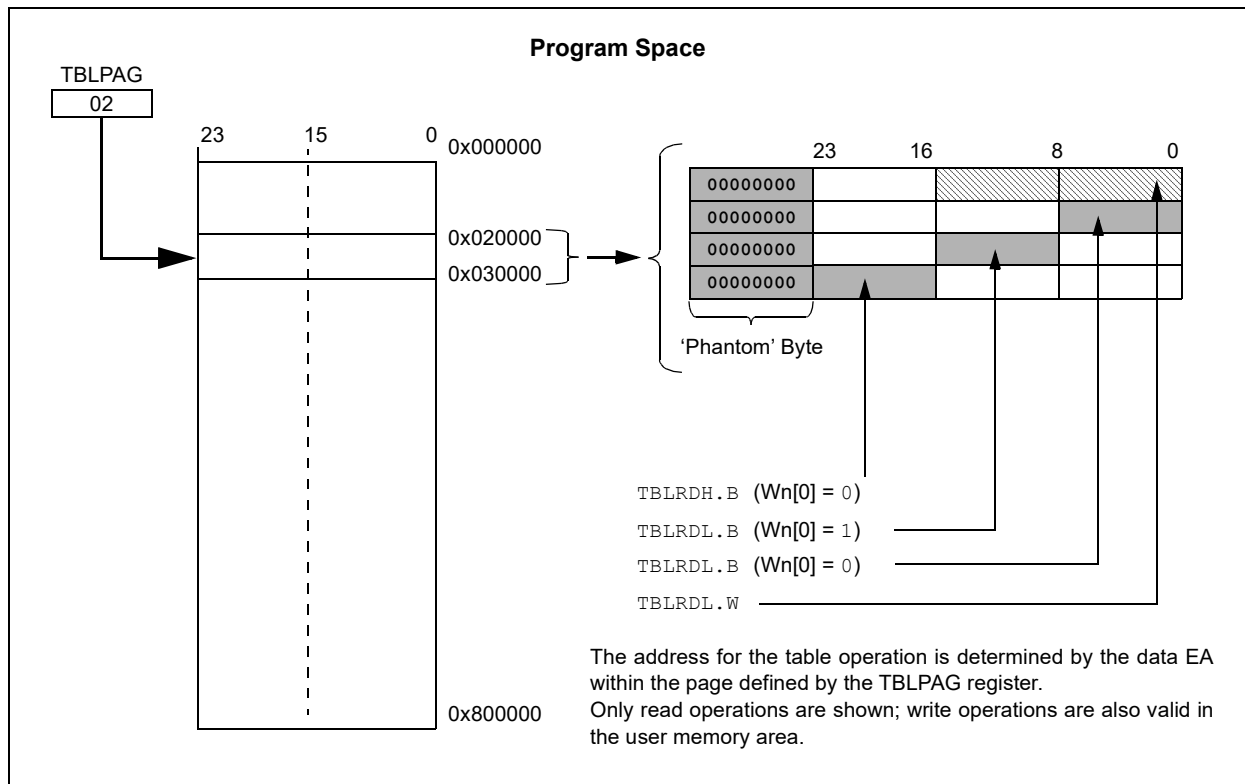 Program Space
TBLPAG
02
23 15 0
0x000000
0x020000
0x030000
0x800000
23 16 8 0
00000000
00000000
00000000
00000000
‘Phantom’ Byte
TBLRDH.B (Wn[0] = 0)
TBLRDL.B (Wn[0] = 1)
TBLRDL.B (Wn[0] = 0)
TBLRDL.W
The address for the table operation is determined by the data EA
within the page defined by the TBLPAG register.
Only read operations are shown; write operations are also valid in
the user memory area.